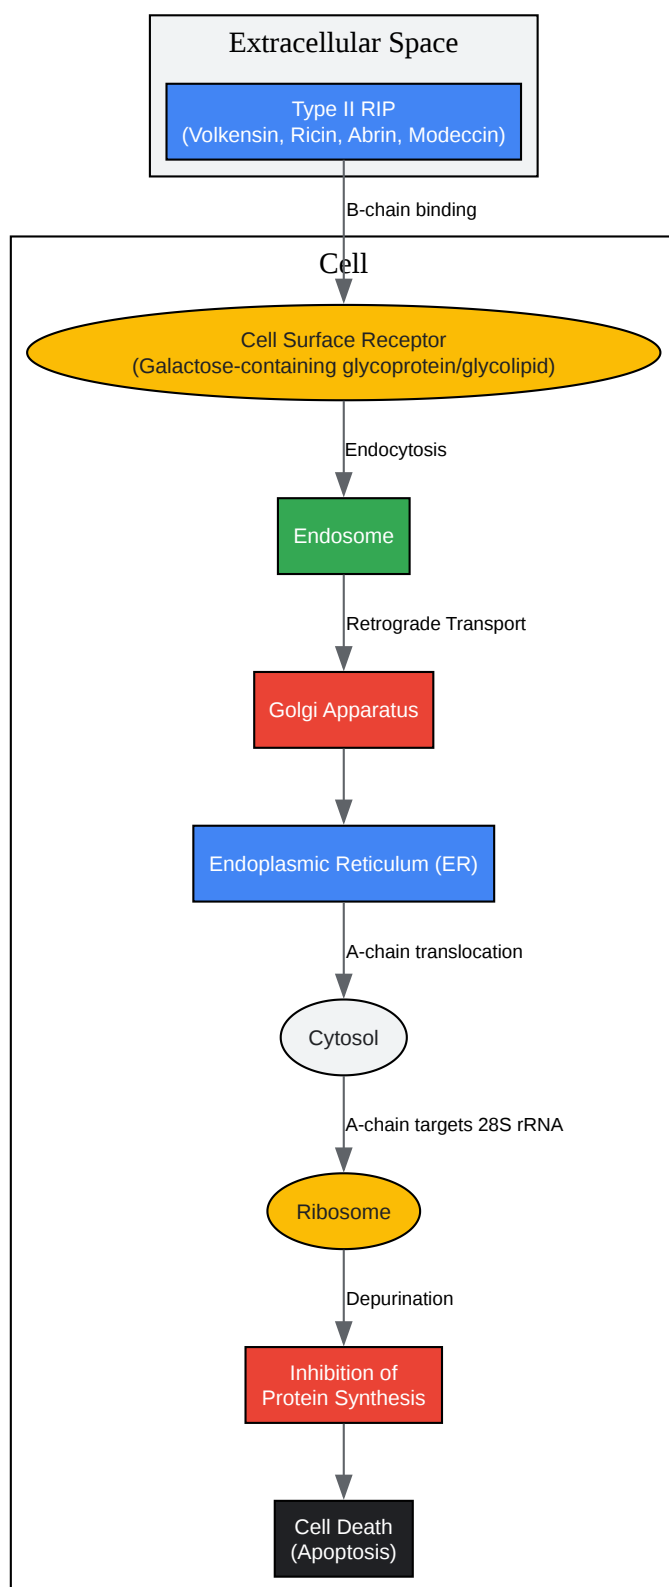 Extracellular Space
Type II RIP
(Volkensin, Ricin, Abrin, Modeccin)
B-chain binding
Cell
Cell Surface Receptor
(Galactose-containing glycoprotein/glycolipid)
Endocytosis
Endosome
Retrograde Transport
Golgi Apparatus
Endoplasmic Reticulum (ER)
A-chain translocation
Cytosol
A-chain targets 28S rRNA
Ribosome
Depurination
Inhibition of
Protein Synthesis
Cell Death
(Apoptosis)